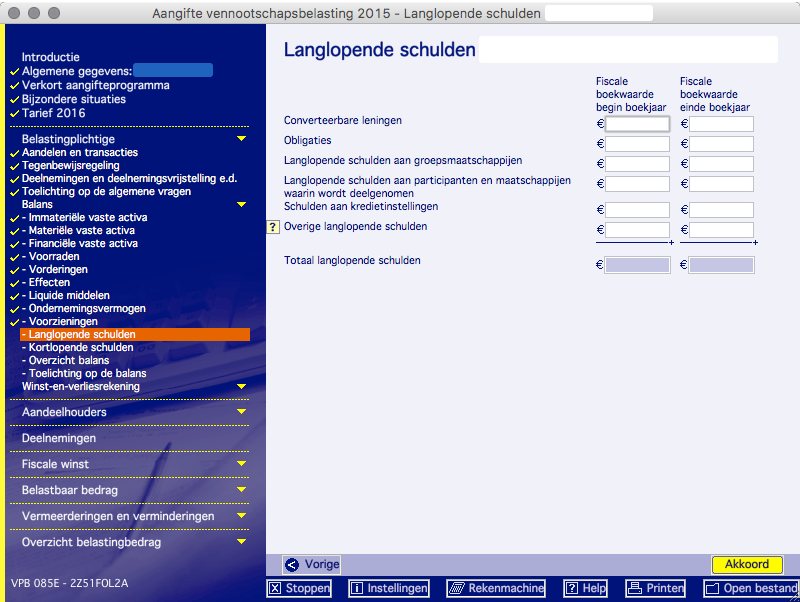 Aangifte vennootschapsbelasting 2015 - Langlopende schulden
Introductie
Algemene gegevens:
Verkort aangifteprogramma
Bijzondere situaties
Tarief 2016
Belastingplichtige
Aandelen en transacties
Tegenbewijsregeling
Deelnemingen en deelnemingsvrijstelling e.d.
Toelichting op de algemene vragen
Balans
- Immateriële vaste activa
- Materiële vaste activa
- Financiële vaste activa
- Voorraden
- Vorderingen
- Effecten
- Liquide middelen
- Ondernemingsvermogen
- Voorzieningen
- Langlopende schulden
- Kortlopende schulden
- Overzicht balans
- Toelichting op de balans
Winst-en-verliesrekening
Aandeelhouders
Deelnemingen
Fiscale winst
Belastbaar bedrag
Vermeerderingen en verminderingen
Overzicht belastingbedrag
VPB 085E - 2Z51FOL2A
Langlopende schulden
Fiscale Fiscale
boekwaarde boekwaarde
begin boekjaar einde boekjaar
Converteerbare leningen € €
Obligaties € €
Langlopende schulden aan groepsmaatschappijen € €
Langlopende schulden aan participanten en maatschappijen € €
waarin wordt deelgenomen
Schulden aan kredietinstellingen € €
? Overige langlopende schulden € €
+ +
Totaal langlopende schulden € €
Vorige Akkoord
X Stoppen i Instellingen Rekenmachine ? Help Printen Open bestand